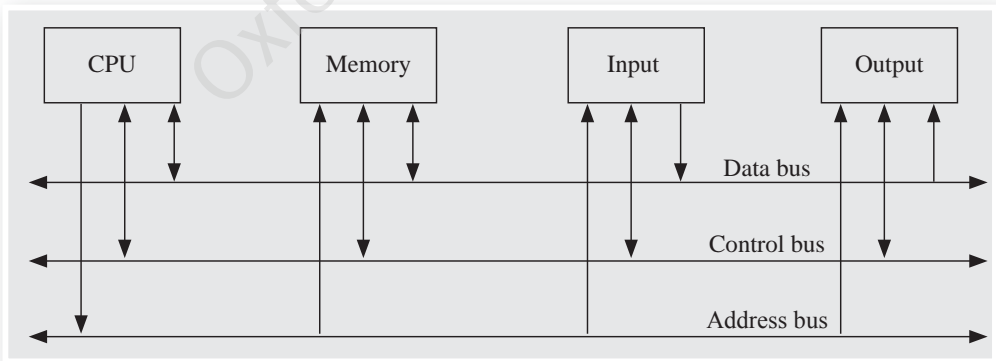 CPU Memory Input Output
Data bus
Control bus
Address bus